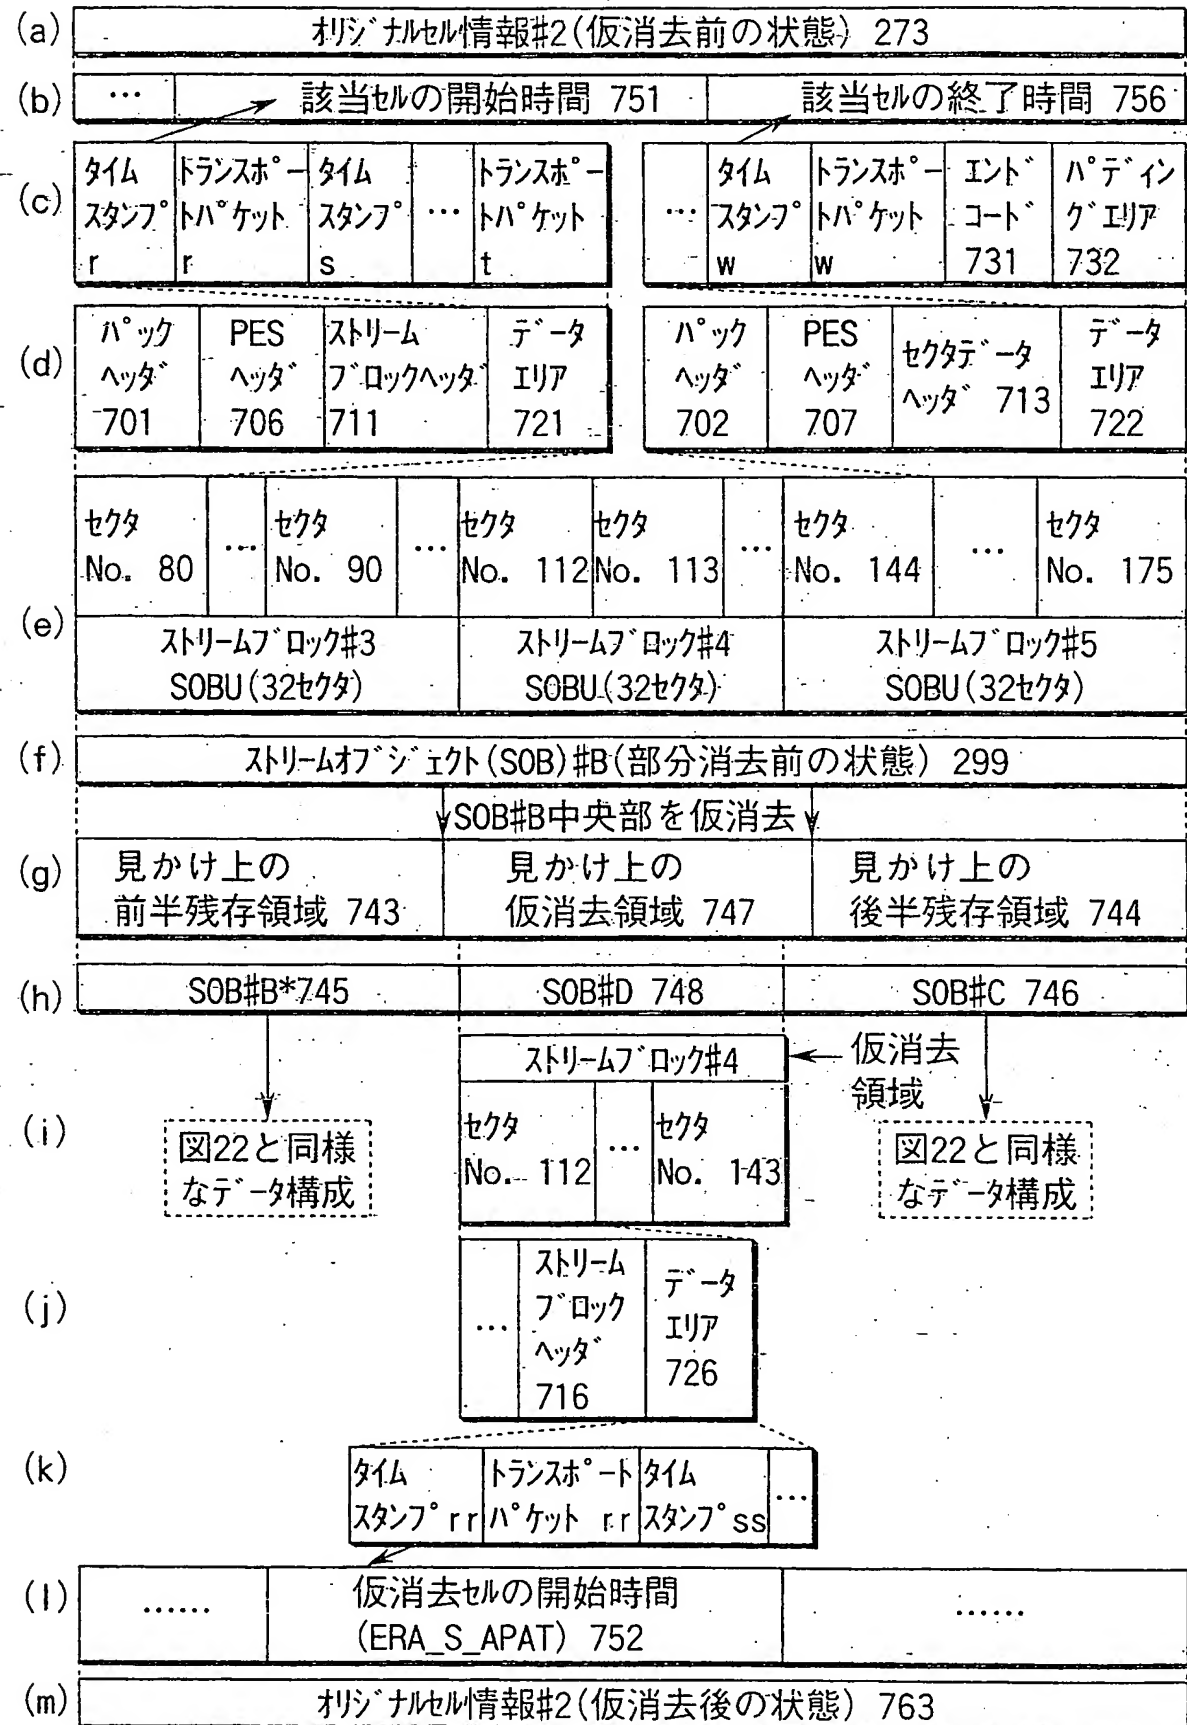 (a) オリジナルセル情報#2(仮消去前の状態) 273
(b) … 該当セルの開始時間 751 該当セルの終了時間 756
(c)
タイム
スタンプ
r
トランスポー
トパケット
r
タイム
スタンプ
s
…
トランスポー
トパケット
t
…
タイム
スタンプ
w
トランスポー
トパケット
w
エンド
コード
731
パディン
グエリア
732
(d)
パック
ヘッダ
701
PES
ヘッダ
706
ストリーム
ブロックヘッダ
711
データ
エリア
721
パック
ヘッダ
702
PES
ヘッダ
707
セクタデータ
ヘッダ 713
データ
エリア
722
(e)
セクタ
No. 80
…
セクタ
No. 90
…
セクタ
No. 112
セクタ
No. 113
…
セクタ
No. 144
…
セクタ
No. 175
ストリームブロック#3
SOBU(32セクタ)
ストリームブロック#4
SOBU(32セクタ)
ストリームブロック#5
SOBU(32セクタ)
(f) ストリームオブジェクト(SOB)#B(部分消去前の状態) 299
SOB#B中央部を仮消去
(g)
見かけ上の
前半残存領域 743
見かけ上の
仮消去領域 747
見かけ上の
後半残存領域 744
(h) SOB#B*745 SOB#D 748 SOB#C 746
ストリームブロック#4
仮消去
領域
(i)
図22と同様
なデータ構成
セクタ
No. 112
…
セクタ
No. 143
図22と同様
なデータ構成
(j)
…
ストリーム
ブロック
ヘッダ
716
データ
エリア
726
(k)
タイム
スタンプrr
トランスポート
パケット rr
タイム
スタンプss
…
(l)
……
仮消去セルの開始時間
(ERA_S_APAT) 752
……
(m) オリジナルセル情報#2(仮消去後の状態) 763